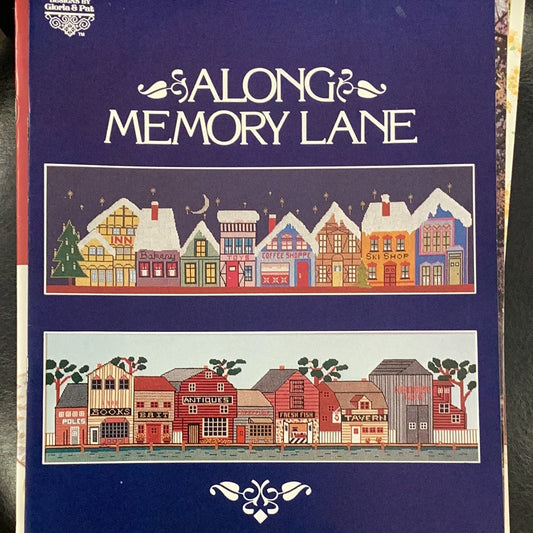 DESIGNS BY
Gloria & Pat
TM
ALONG
MEMORY LANE
INN
Bakery
TOYS
COFFEE SHOPPE
SKI SHOP
POLES
BOOKS
BAIT
ANTIQUES
FRESH FISH
TAVERN